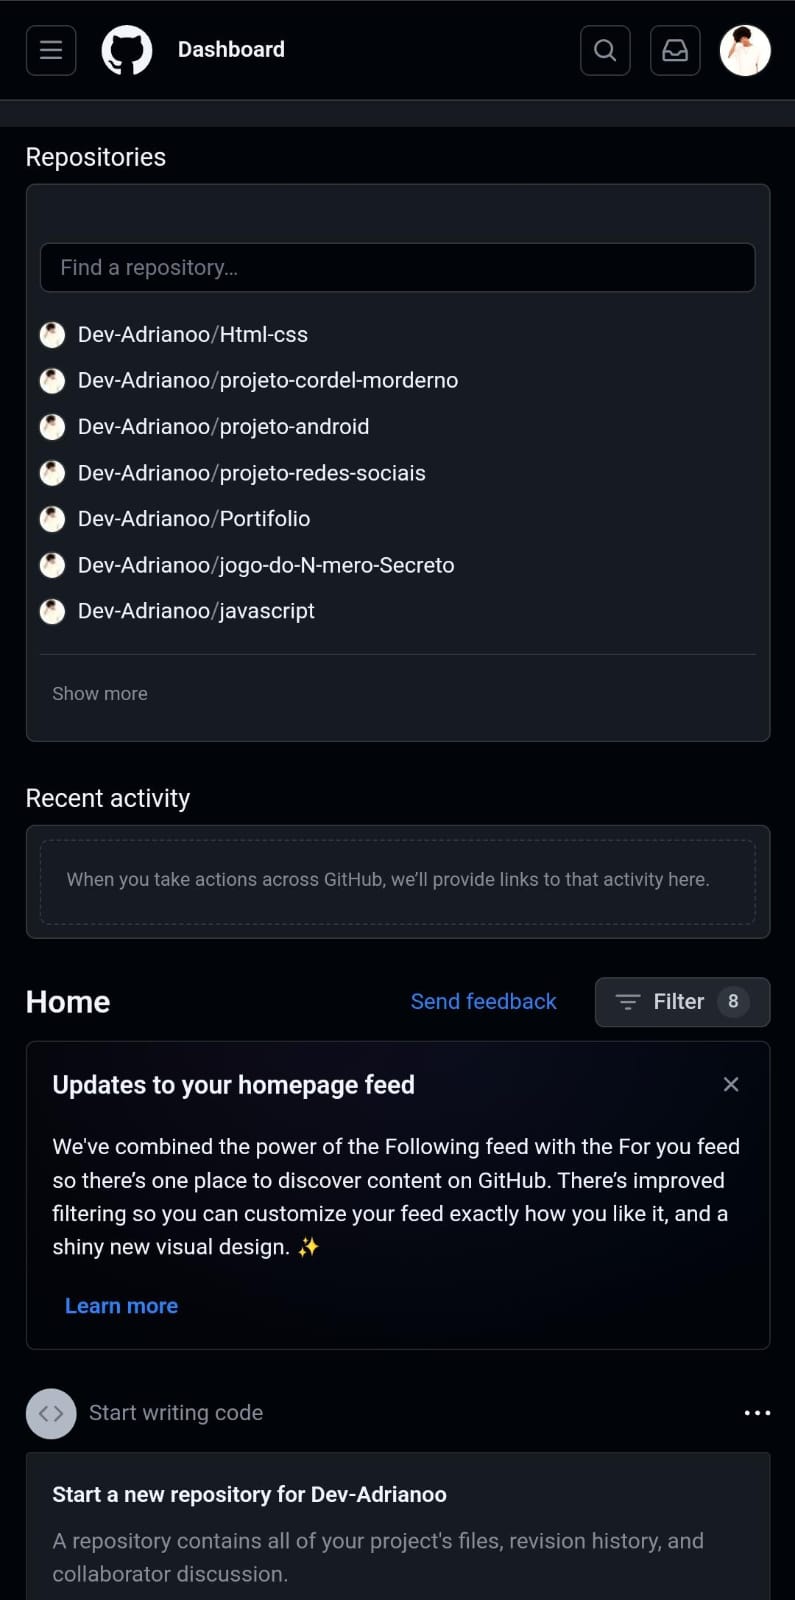 Dashboard
Repositories
Find a repository...
Dev-Adrianoo/Html-css
Dev-Adrianoo/projeto-cordel-morderno
Dev-Adrianoo/projeto-android
Dev-Adrianoo/projeto-redes-sociais
Dev-Adrianoo/Portifolio
Dev-Adrianoo/jogo-do-N-mero-Secreto
Dev-Adrianoo/javascript
Show more
Recent activity
When you take actions across GitHub, we’ll provide links to that activity here.
Home Send feedback Filter 8
Updates to your homepage feed
We've combined the power of the Following feed with the For you feed
so there’s one place to discover content on GitHub. There’s improved
filtering so you can customize your feed exactly how you like it, and a
shiny new visual design. ✨
Learn more
Start writing code
Start a new repository for Dev-Adrianoo
A repository contains all of your project's files, revision history, and
collaborator discussion.